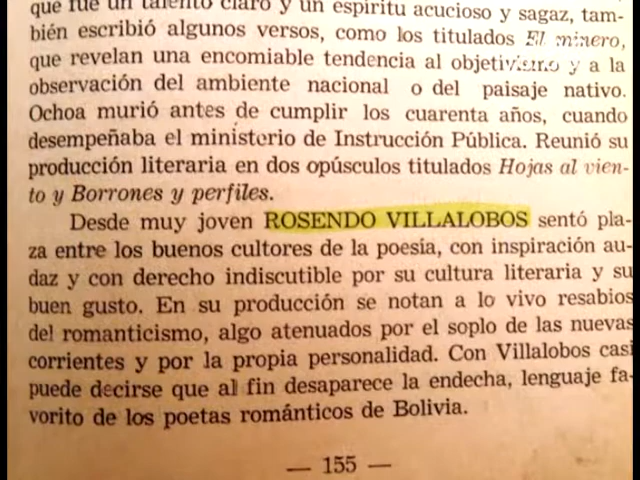 que fue un talento claro y un espíritu acucioso y sagaz, tam-
bién escribió algunos versos, como los titulados El minero,
que revelan una encomiable tendencia al objetivismo y a la
observación del ambiente nacional o del paisaje nativo.
Ochoa murió antes de cumplir los cuarenta años, cuando
desempeñaba el ministerio de Instrucción Pública. Reunió su
producción literaria en dos opúsculos titulados Hojas al vien-
to y Borrones y perfiles.
Desde muy joven ROSENDO VILLALOBOS sentó pla-
za entre los buenos cultores de la poesía, con inspiración au-
daz y con derecho indiscutible por su cultura literaria y su
buen gusto. En su producción se notan a lo vivo resabios
del romanticismo, algo atenuados por el soplo de las nuevas
corrientes y por la propia personalidad. Con Villalobos casi
puede decirse que al fin desaparece la endecha, lenguaje fa-
vorito de los poetas románticos de Bolivia.
— 155 —